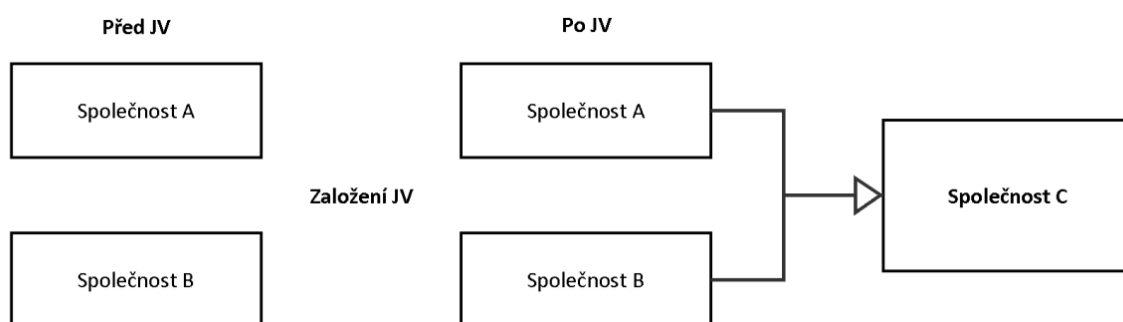 Před JV
Po JV
Společnost A
Společnost A
Založení JV
Společnost C
Společnost B
Společnost B